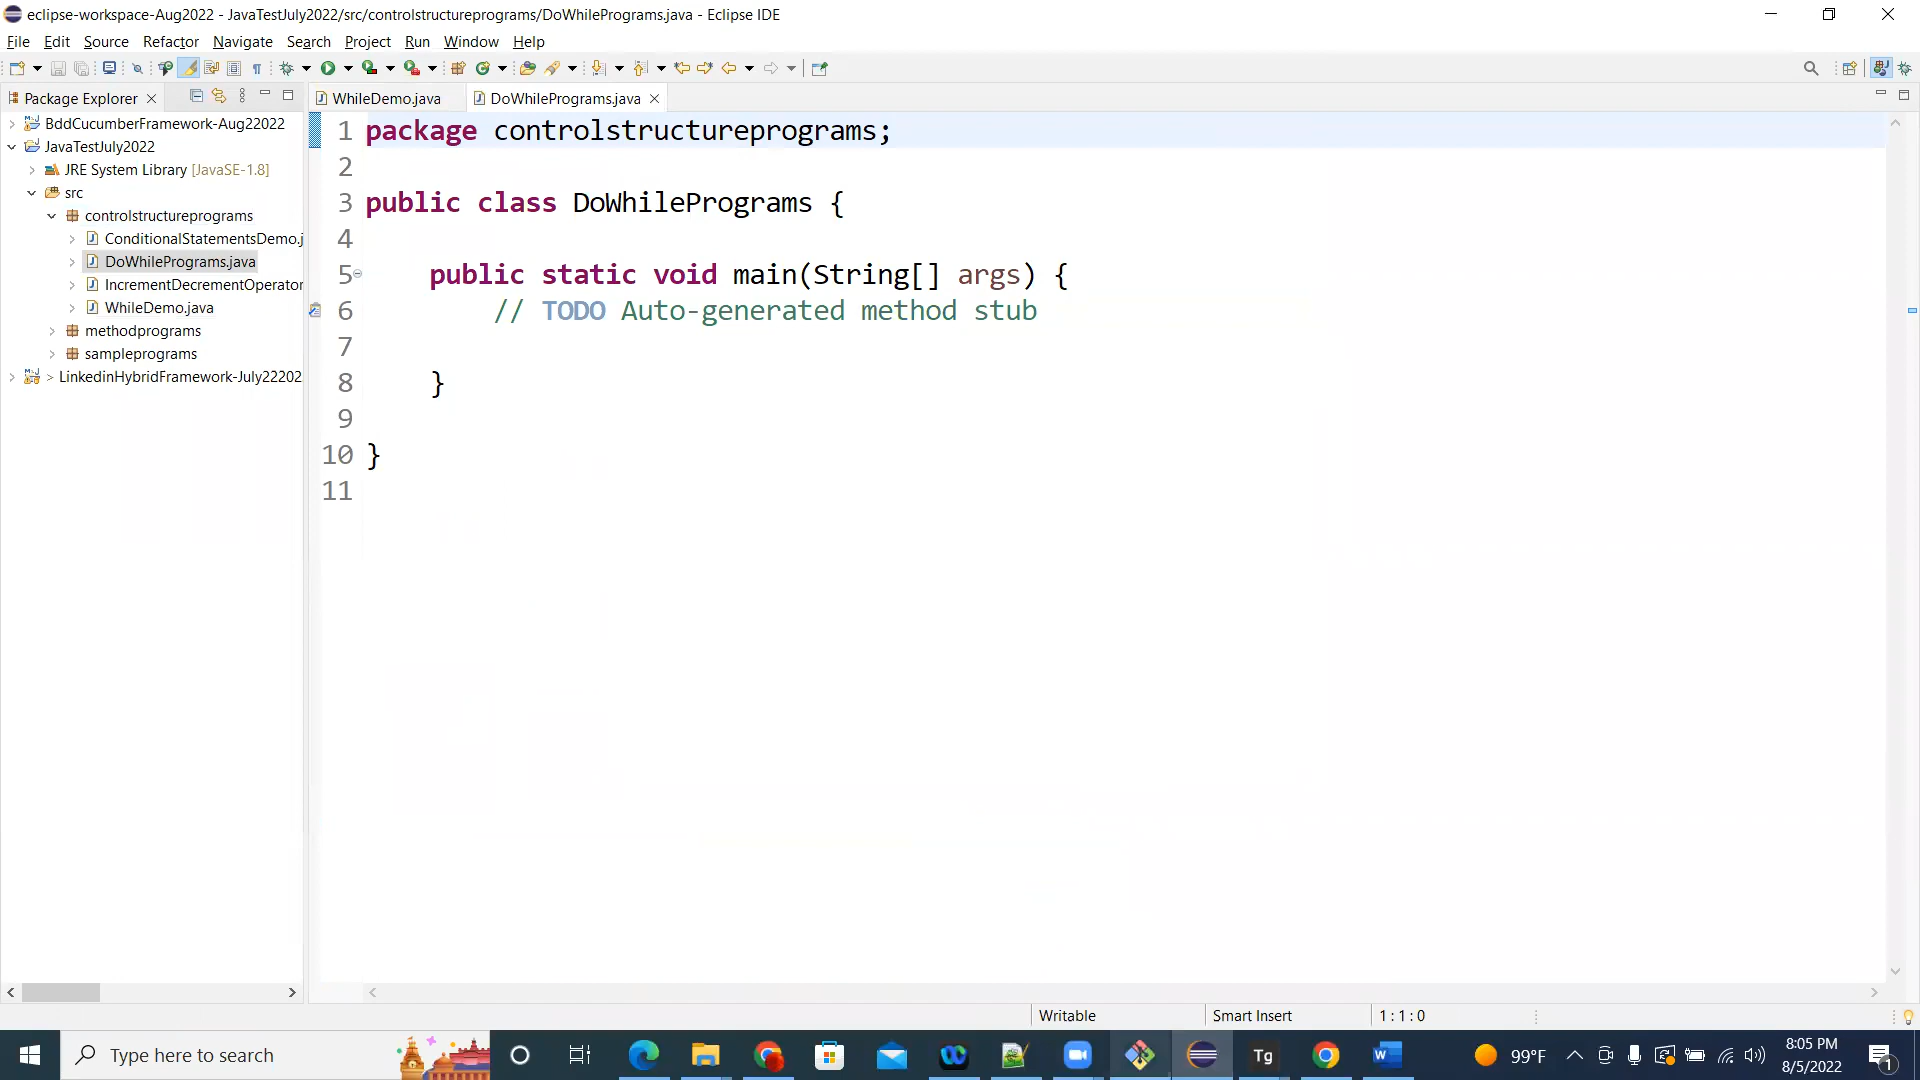 eclipse-workspace-Aug2022 - JavaTestJuly2022/src/controlstructureprograms/DoWhilePrograms.java - Eclipse IDE
File Edit Source Refactor Navigate Search Project Run Window Help
Package Explorer
BddCucumberFramework-Aug22022
JavaTestJuly2022
JRE System Library [JavaSE-1.8]
src
controlstructureprograms
ConditionalStatementsDemo.j
DoWhilePrograms.java
IncrementDecrementOperator
WhileDemo.java
methodprograms
sampleprograms
> LinkedinHybridFramework-July22202
WhileDemo.java DoWhilePrograms.java
1 package controlstructureprograms;
2
3 public class DoWhilePrograms {
4
5 public static void main(String[] args) {
6 // TODO Auto-generated method stub
7
8 }
9
10 }
11
Writable Smart Insert 1 : 1 : 0
Type here to search
Tg
99°F
8:05 PM
8/5/2022
1